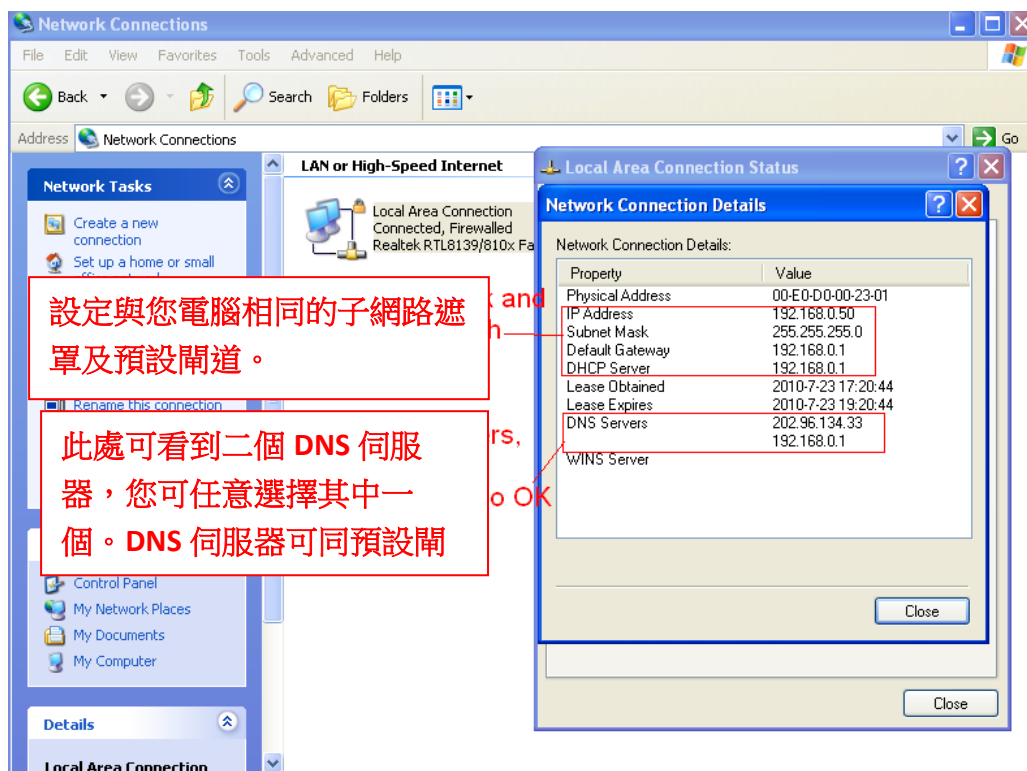 Network Connections
File Edit View Favorites Tools Advanced Help
Back Search Folders
Address Network Connections Go
Network Tasks
Create a new
connection
Set up a home or small
Rename this connection
Control Panel
My Network Places
My Documents
My Computer
Details
Local Area Connection
LAN or High-Speed Internet
Local Area Connection
Connected, Firewalled
Realtek RTL8139/810x Fa
設定與您電腦相同的子網路遮
罩及預設閘道。
and
此處可看到二個 DNS 伺服
器，您可任意選擇其中一
個。DNS 伺服器可同預設閘
rs,
o OK
Local Area Connection Status
Network Connection Details
Network Connection Details:
Property Value
Physical Address 00-E0-D0-00-23-01
IP Address 192.168.0.50
Subnet Mask 255.255.255.0
Default Gateway 192.168.0.1
DHCP Server 192.168.0.1
Lease Obtained 2010-7-23 17:20:44
Lease Expires 2010-7-23 19:20:44
DNS Servers 202.96.134.33
192.168.0.1
WINS Server
Close
Close